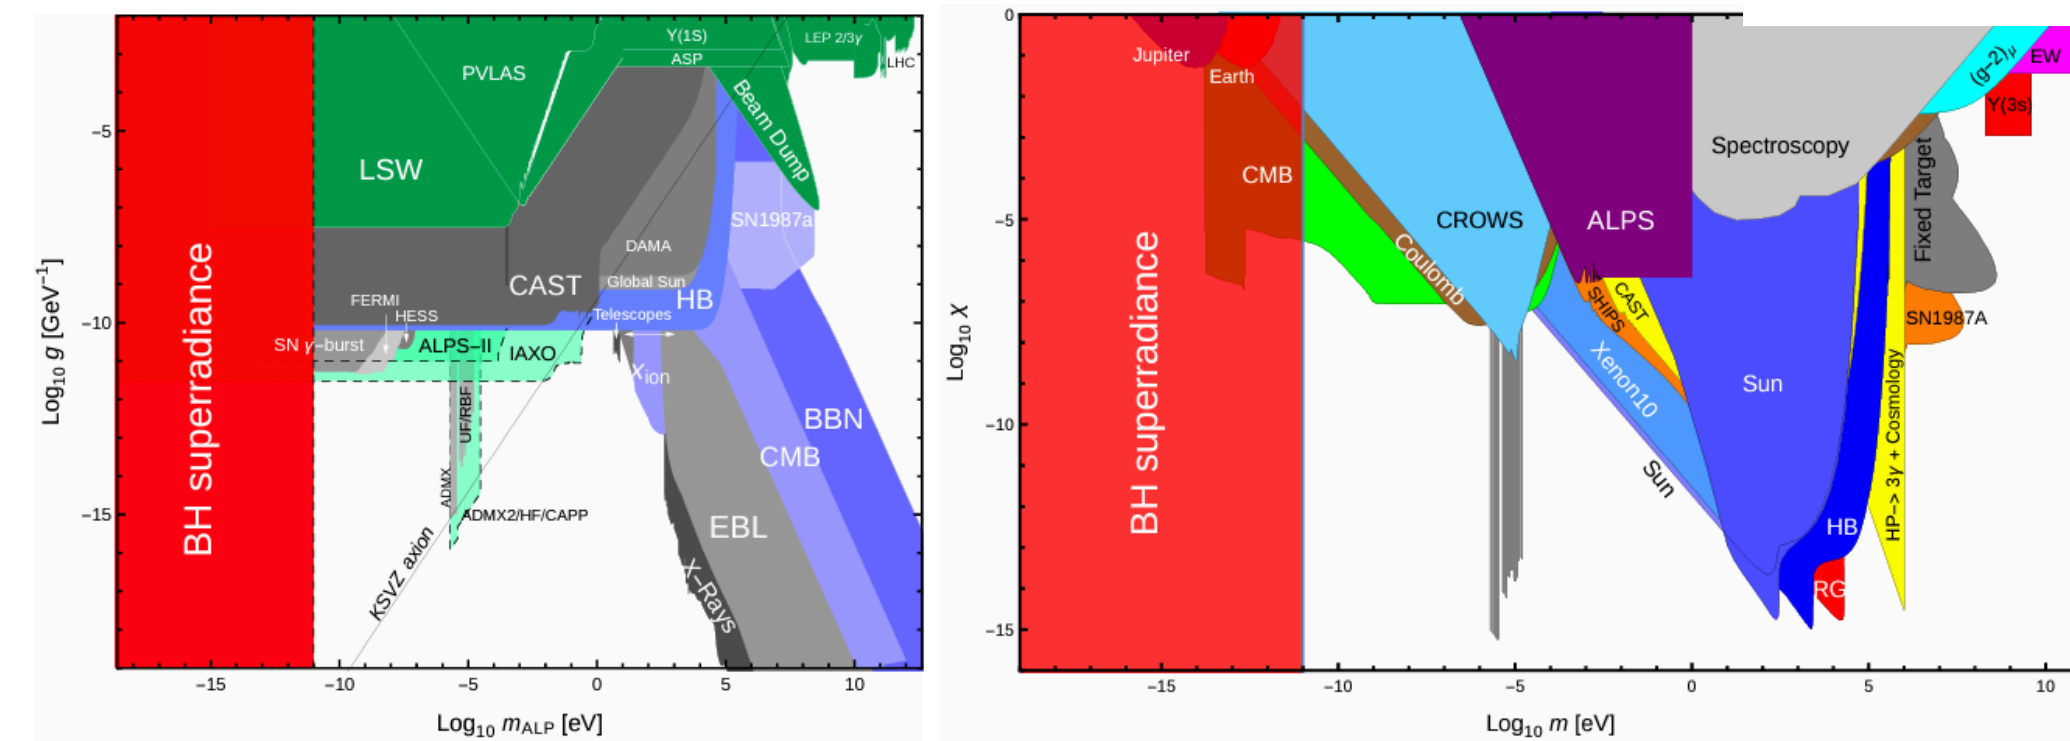 Y(1S)
LEP 2/3γ
ASP
LHC
PVLAS
Beam Dump
−5
LSW
SN1987a
DAMA
CAST
Global Sun
HB
FERMI
HESS
Telescopes
−10
SN γ−burst
ALPS−II
IAXO
χion
UF/RBF
BBN
CMB
ADMX
−15
ADMX2/HF/CAPP
EBL
KSVZ axion
X−Rays
BH superradiance
Log10 g [GeV−1]
−15
−10
−5
0
5
10
Log10 mALP [eV]
0
Jupiter
Earth
(g−2)μ
EW
Y(3s)
Spectroscopy
Fixed Target
CMB
−5
CROWS
ALPS
Coulomb
SHIPS
CAST
SN1987A
Xenon10
Sun
HP−> 3γ + Cosmology
−10
Sun
HB
RG
−15
BH superradiance
Log10 χ
−15
−10
−5
0
5
10
Log10 m [eV]